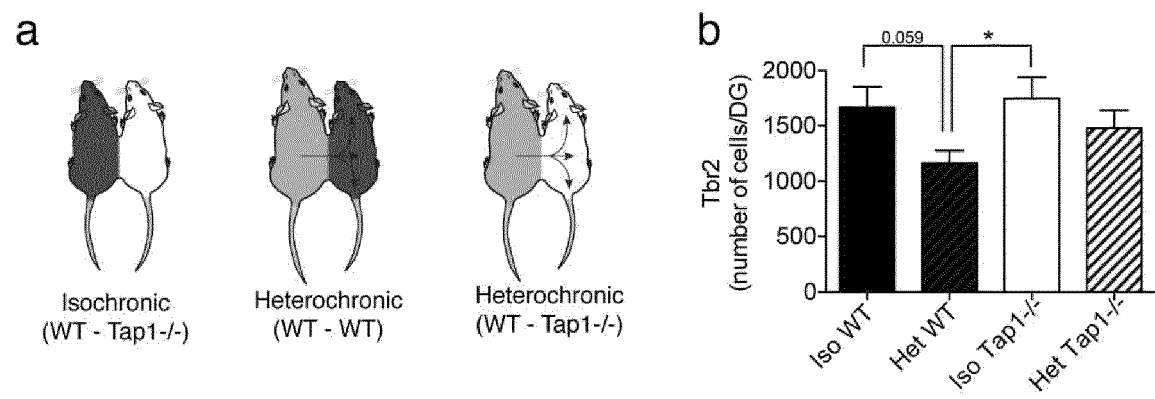 a
Isochronic
(WT - Tap1-/-)
Heterochronic
(WT - WT)
Heterochronic
(WT - Tap1-/-)
b
0.059
*
Tbr2
(number of cells/DG)
2000
1500
1000
500
0
Iso WT
Het WT
Iso Tap1-/-
Het Tap1-/-